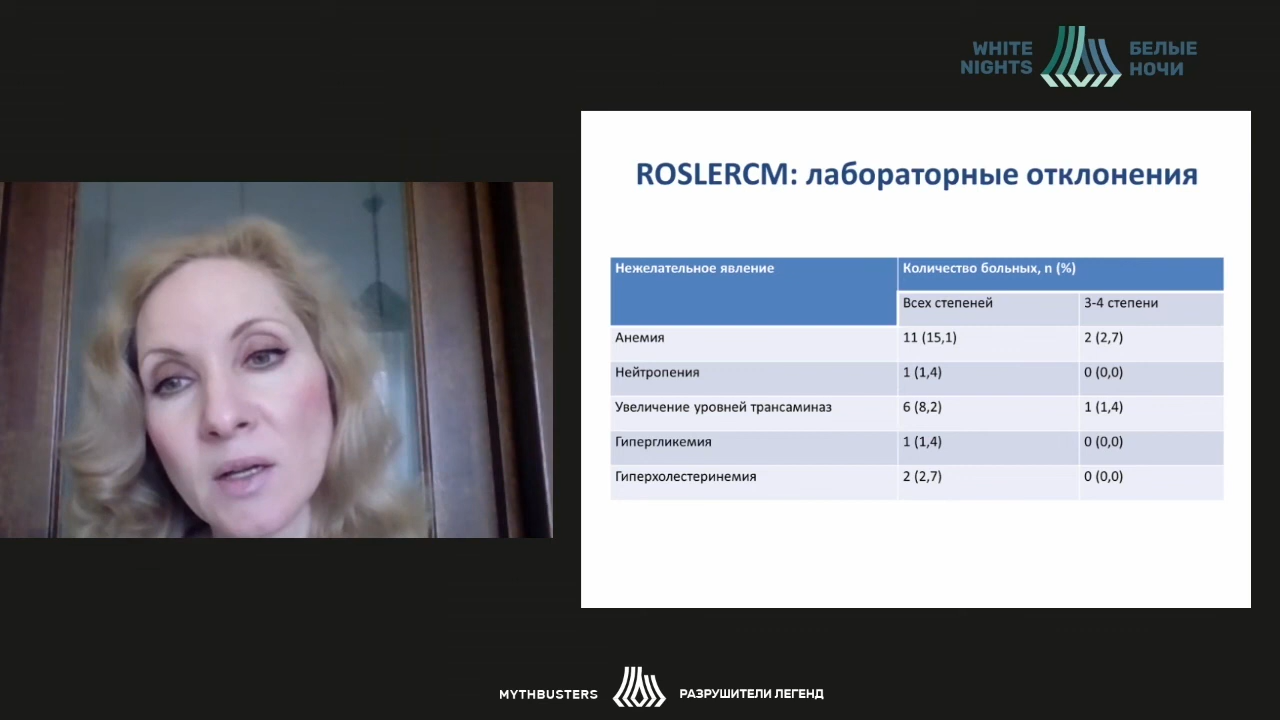 WHITE
NIGHTS
БЕЛЫЕ
НОЧИ
ROSLERCM: лабораторные отклонения
Нежелательное явление
Количество больных, n (%)
Всех степеней
3-4 степени
Анемия
11 (15,1)
2 (2,7)
Нейтропения
1 (1,4)
0 (0,0)
Увеличение уровней трансаминаз
6 (8,2)
1 (1,4)
Гипергликемия
1 (1,4)
0 (0,0)
Гиперхолестеринемия
2 (2,7)
0 (0,0)
MYTHBUSTERS
РАЗРУШИТЕЛИ ЛЕГЕНД